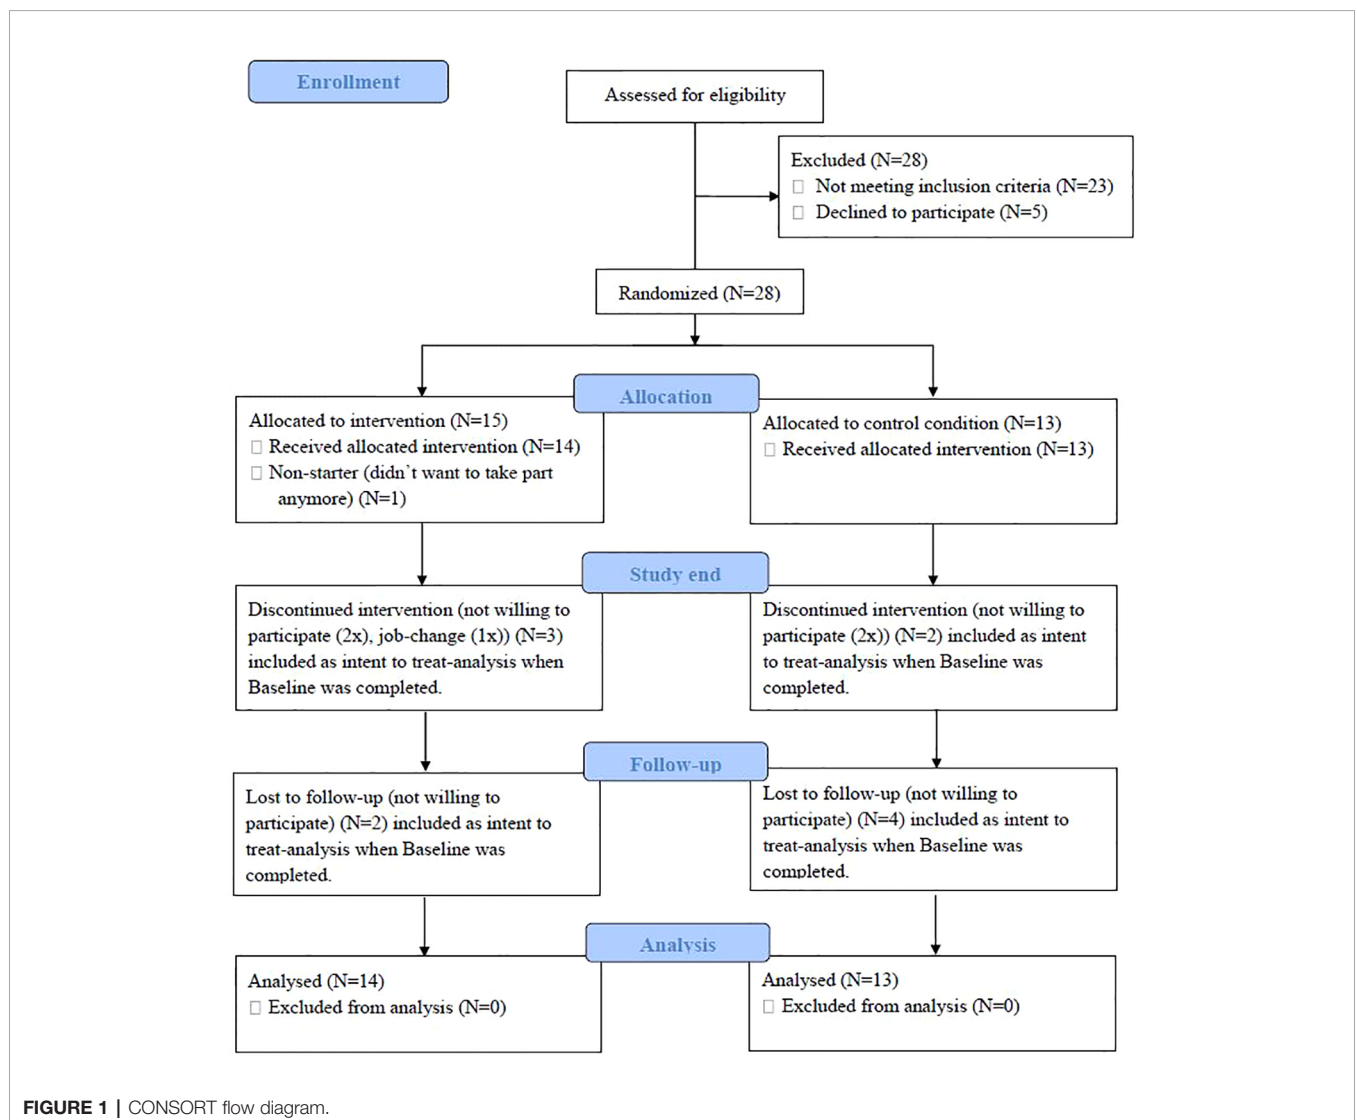 Enrollment
Assessed for eligibility
Excluded (N=28)
Not meeting inclusion criteria (N=23)
Declined to participate (N=5)
Randomized (N=28)
Allocation
Allocated to intervention (N=15)
Received allocated intervention (N=14)
Non-starter (didn't want to take part
anymore) (N=1)
Allocated to control condition (N=13)
Received allocated intervention (N=13)
Study end
Discontinued intervention (not willing to
participate (2x), job-change (1x)) (N=3)
included as intent to treat-analysis when
Baseline was completed.
Discontinued intervention (not willing to
participate (2x)) (N=2) included as intent
to treat-analysis when Baseline was
completed.
Follow-up
Lost to follow-up (not willing to
participate) (N=2) included as intent to
treat-analysis when Baseline was
completed.
Lost to follow-up (not willing to
participate) (N=4) included as intent to
treat-analysis when Baseline was
completed.
Analysis
Analysed (N=14)
Excluded from analysis (N=0)
Analysed (N=13)
Excluded from analysis (N=0)
FIGURE 1 | CONSORT flow diagram.